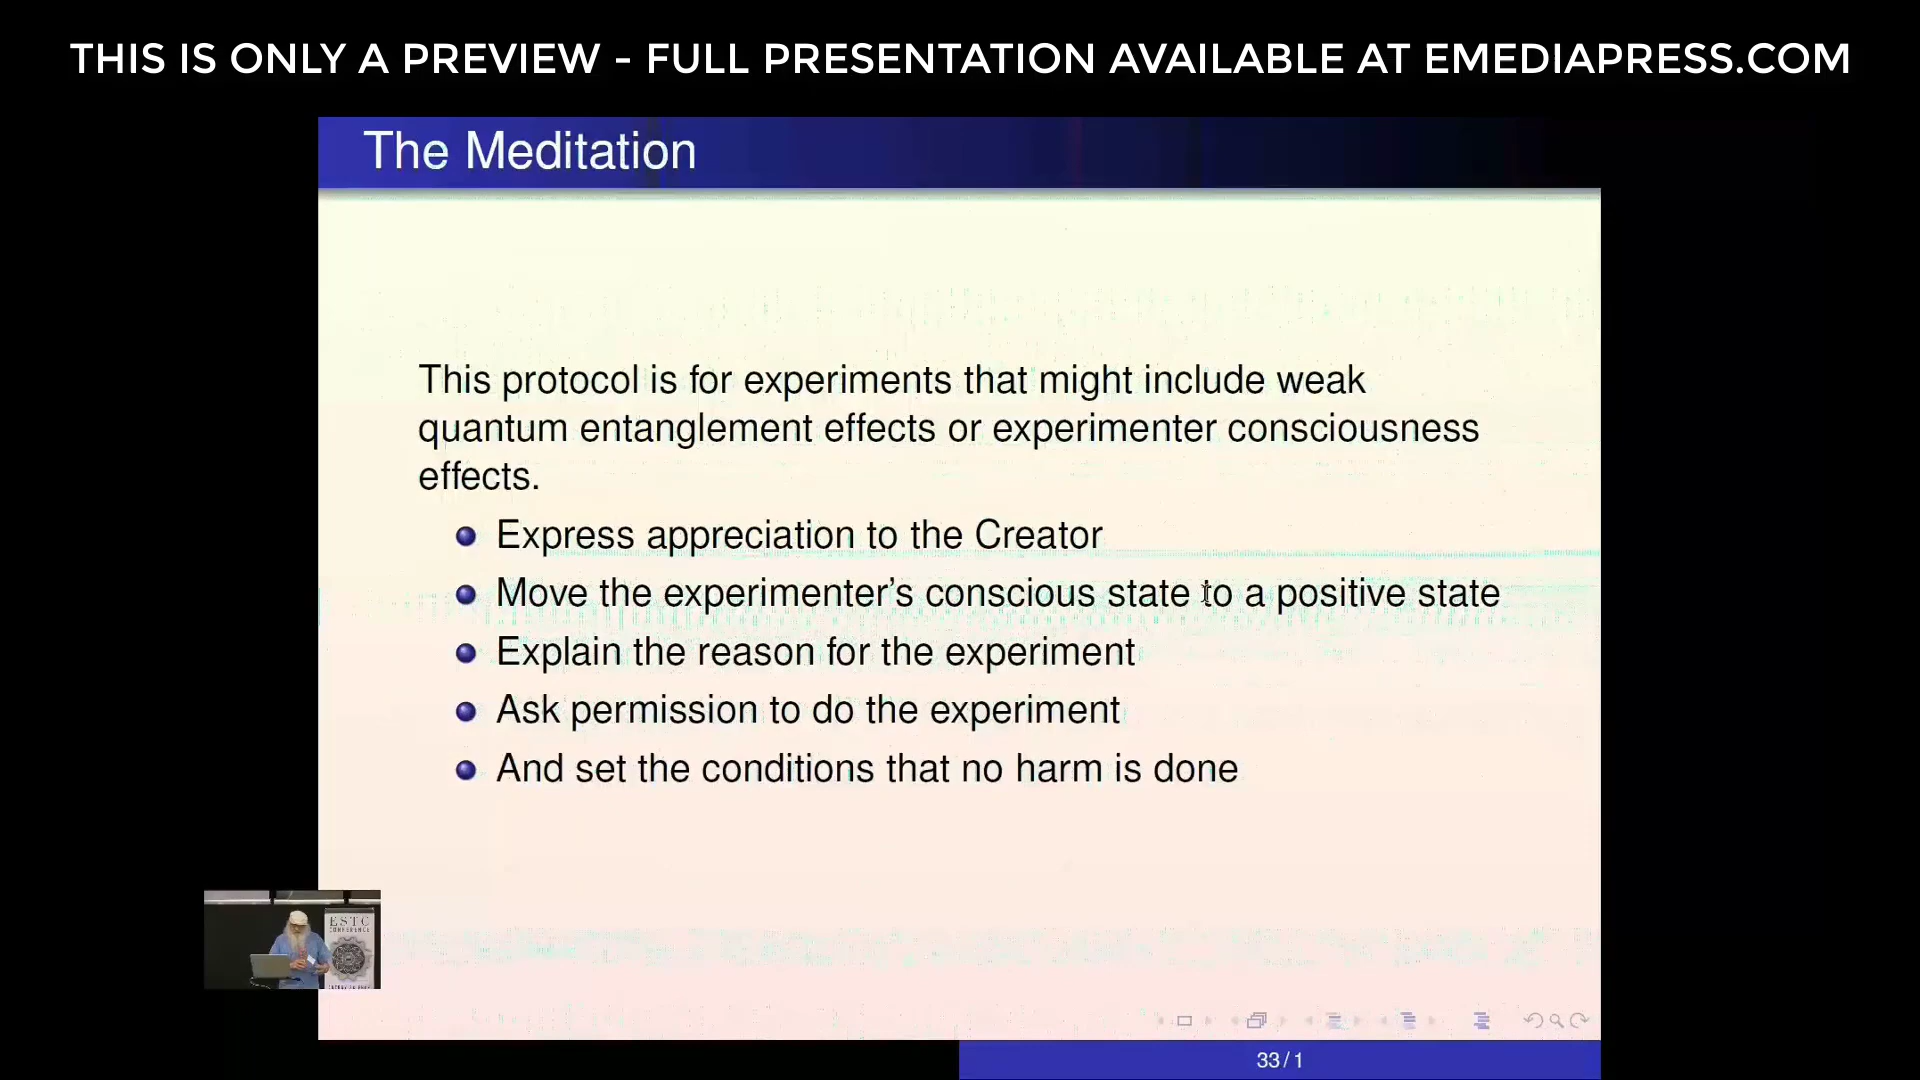 THIS IS ONLY A PREVIEW - FULL PRESENTATION AVAILABLE AT EMEDIAPRESS.COM
The Meditation
This protocol is for experiments that might include weak
quantum entanglement effects or experimenter consciousness
effects.
Express appreciation to the Creator
Move the experimenter's conscious state to a positive state
Explain the reason for the experiment
Ask permission to do the experiment
And set the conditions that no harm is done
ESTC
CONFERENCE
33 / 1